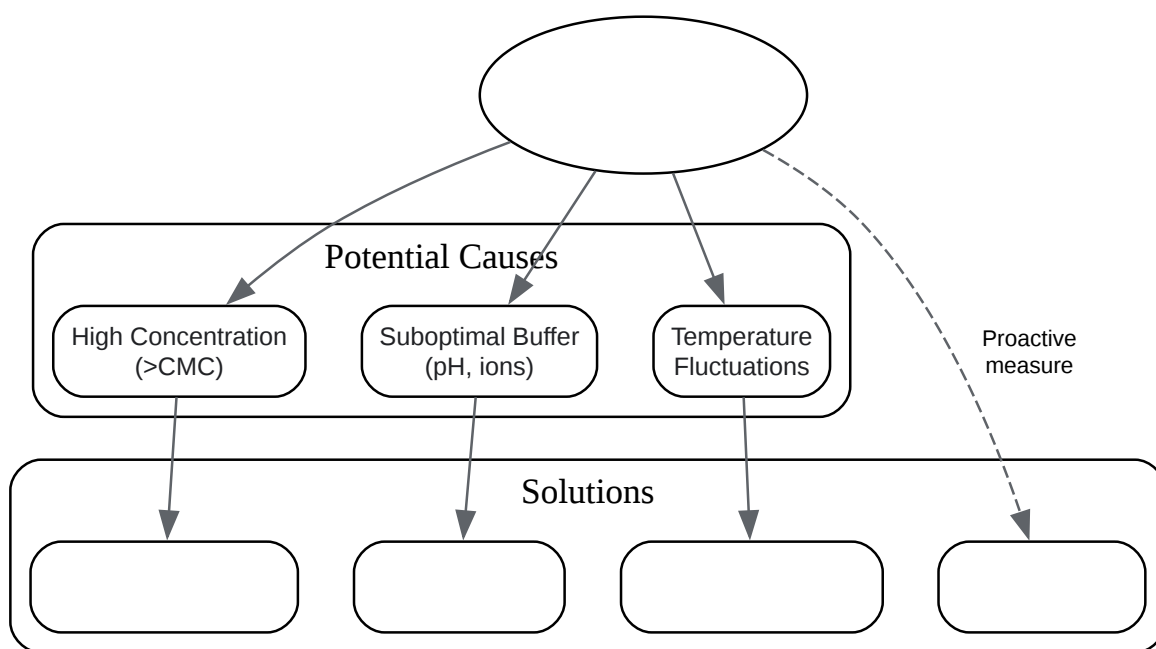 Potential Causes
High Concentration
(>CMC)
Suboptimal Buffer
(pH, ions)
Temperature
Fluctuations
Proactive
measure
Solutions